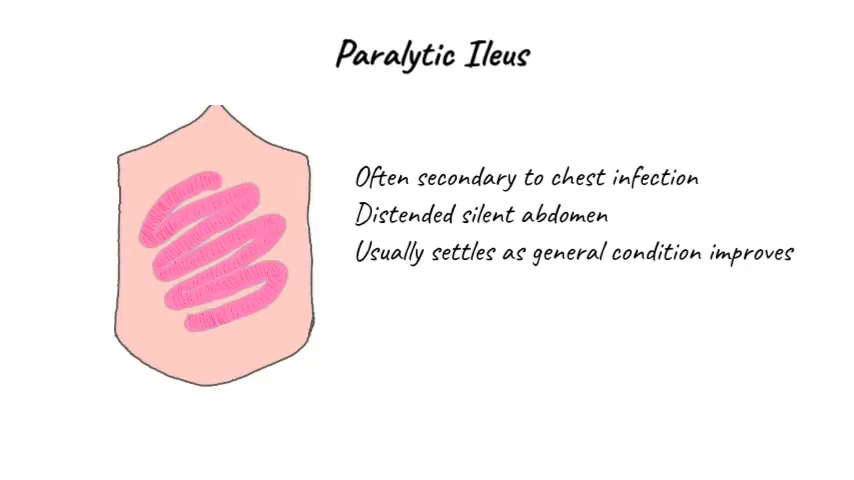 Paralytic Ileus
Often secondary to chest infection
Distended silent abdomen
Usually settles as general condition improves